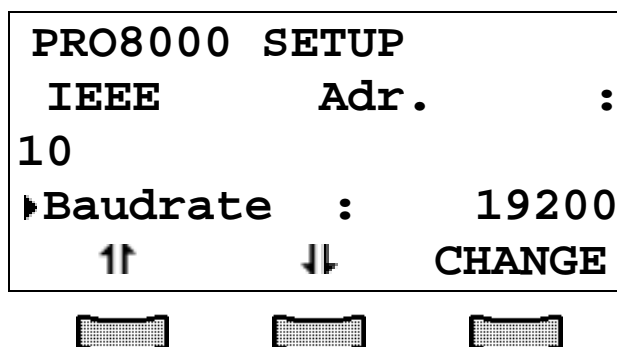 PRO8000 SETUP
IEEE Adr. :
10
Baudrate : 19200
CHANGE